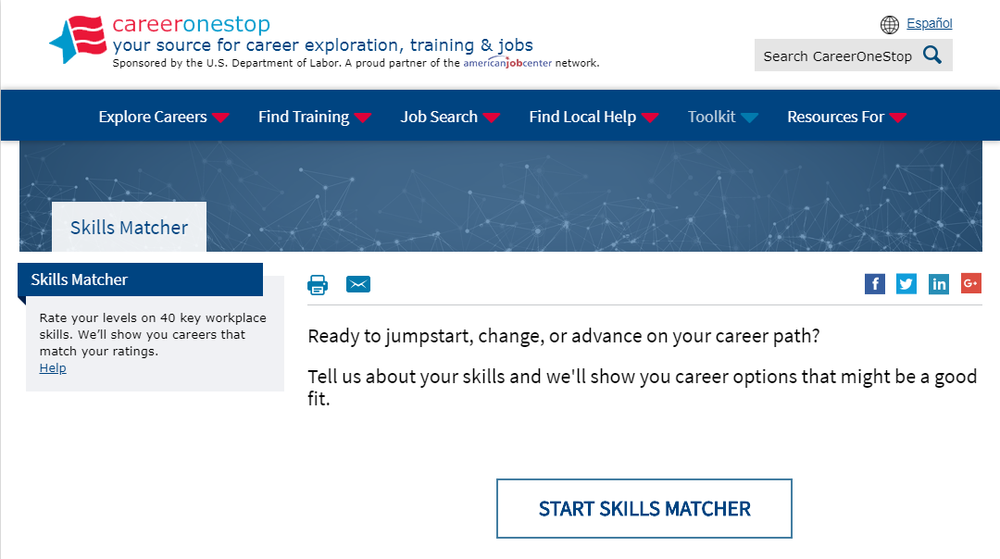 careeronestop
your source for career exploration, training & jobs
Sponsored by the U.S. Department of Labor. A proud partner of the americanjobcenter network.
Español
Search CareerOneStop
Explore Careers Find Training Job Search Find Local Help Toolkit Resources For
Skills Matcher
Skills Matcher
Rate your levels on 40 key workplace
skills. We'll show you careers that
match your ratings.
Help
f in G+
Ready to jumpstart, change, or advance on your career path?
Tell us about your skills and we'll show you career options that might be a good
fit.
START SKILLS MATCHER